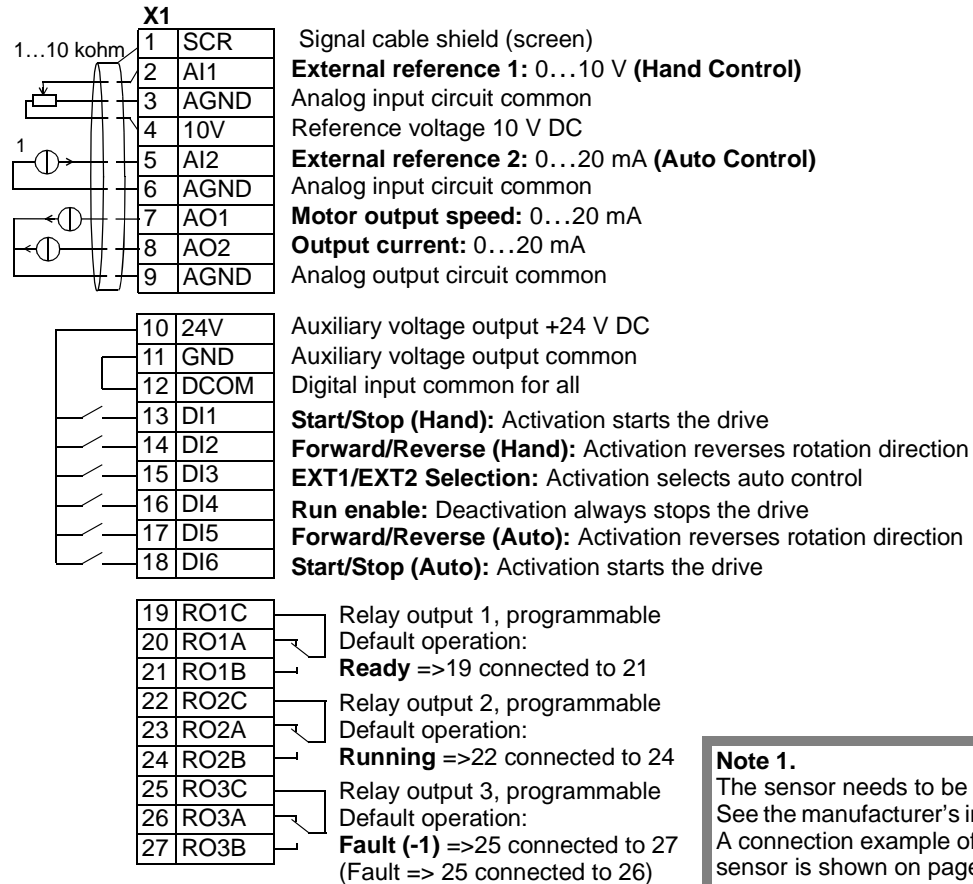 X1
1…10 kohm
1 SCR Signal cable shield (screen)
2 AI1 External reference 1: 0…10 V (Hand Control)
3 AGND Analog input circuit common
4 10V Reference voltage 10 V DC
1
5 AI2 External reference 2: 0…20 mA (Auto Control)
6 AGND Analog input circuit common
7 AO1 Motor output speed: 0…20 mA
8 AO2 Output current: 0…20 mA
9 AGND Analog output circuit common
10 24V Auxiliary voltage output +24 V DC
11 GND Auxiliary voltage output common
12 DCOM Digital input common for all
13 DI1 Start/Stop (Hand): Activation starts the drive
14 DI2 Forward/Reverse (Hand): Activation reverses rotation direction
15 DI3 EXT1/EXT2 Selection: Activation selects auto control
16 DI4 Run enable: Deactivation always stops the drive
17 DI5 Forward/Reverse (Auto): Activation reverses rotation direction
18 DI6 Start/Stop (Auto): Activation starts the drive
19 RO1C Relay output 1, programmable
20 RO1A Default operation:
21 RO1B Ready =>19 connected to 21
22 RO2C Relay output 2, programmable
23 RO2A Default operation:
24 RO2B Running =>22 connected to 24
25 RO3C Relay output 3, programmable
26 RO3A Default operation:
27 RO3B Fault (-1) =>25 connected to 27
(Fault => 25 connected to 26)
Note 1.
The sensor needs to be
See the manufacturer's
A connection example of
sensor is shown on page